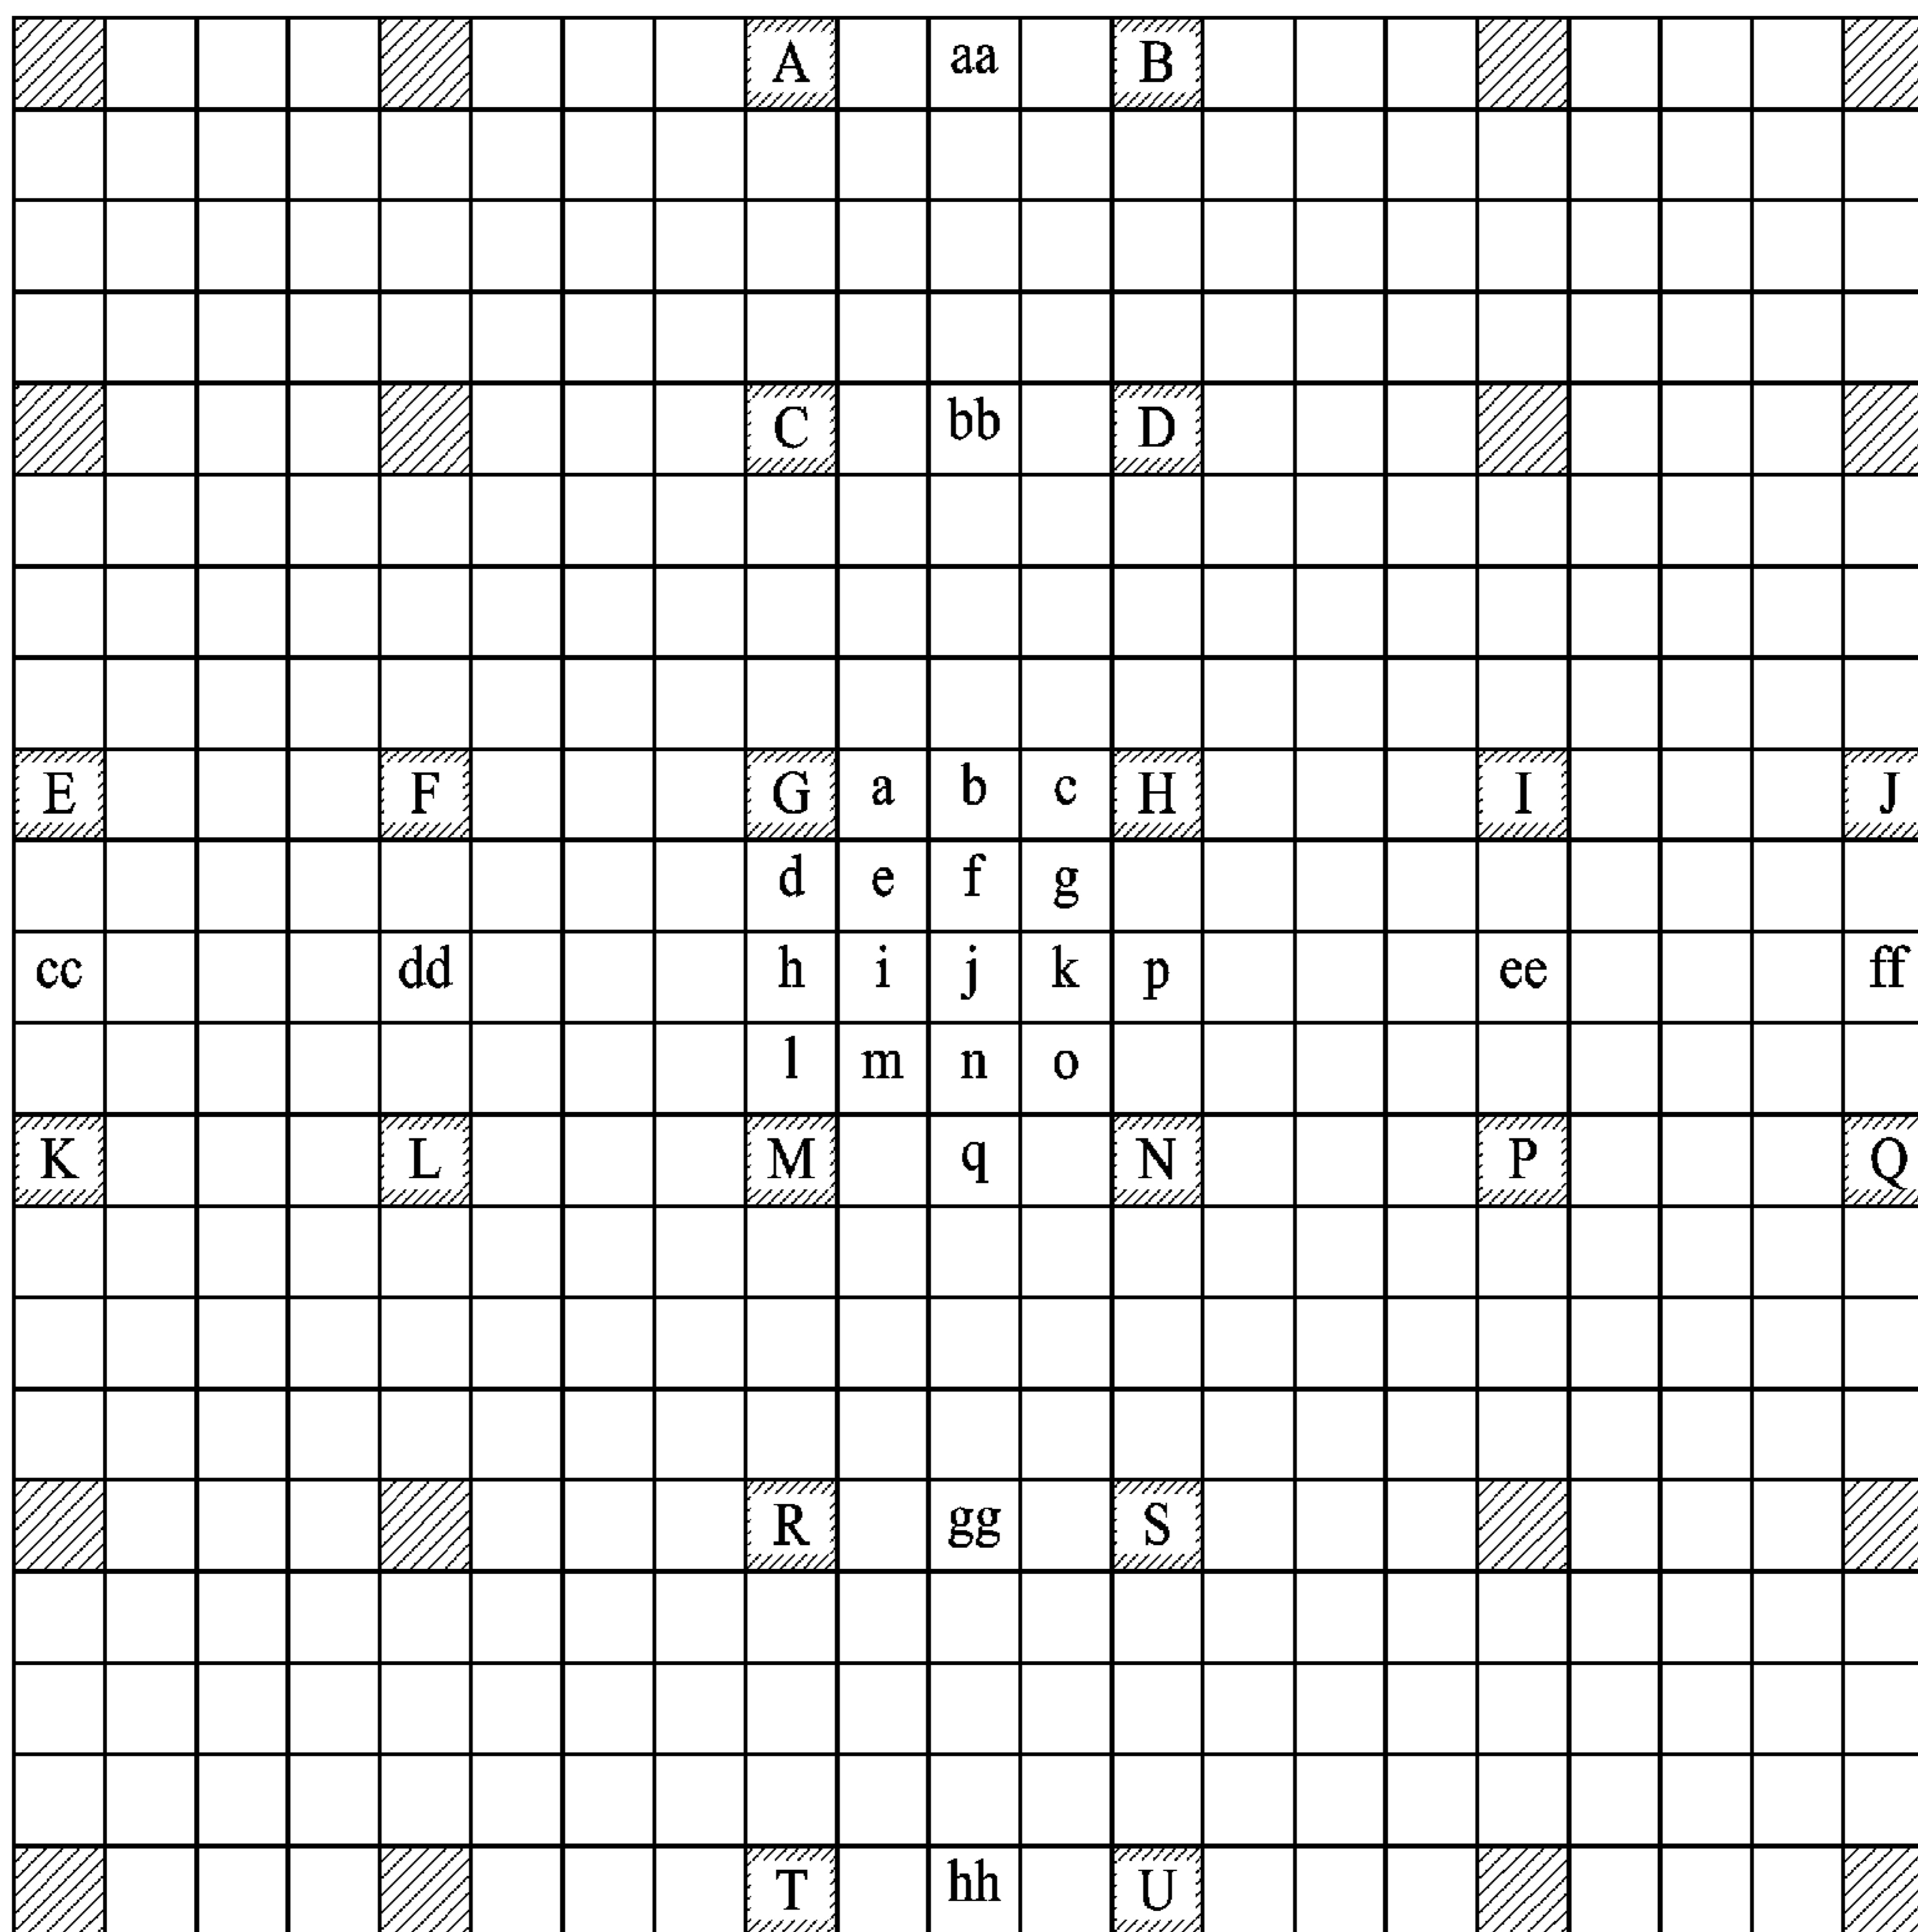 A aa B
C bb D
E F G a b c H I J
d e f g
cc dd h i j k p ee ff
l m n o
K L M q N P Q
R gg S
T hh U